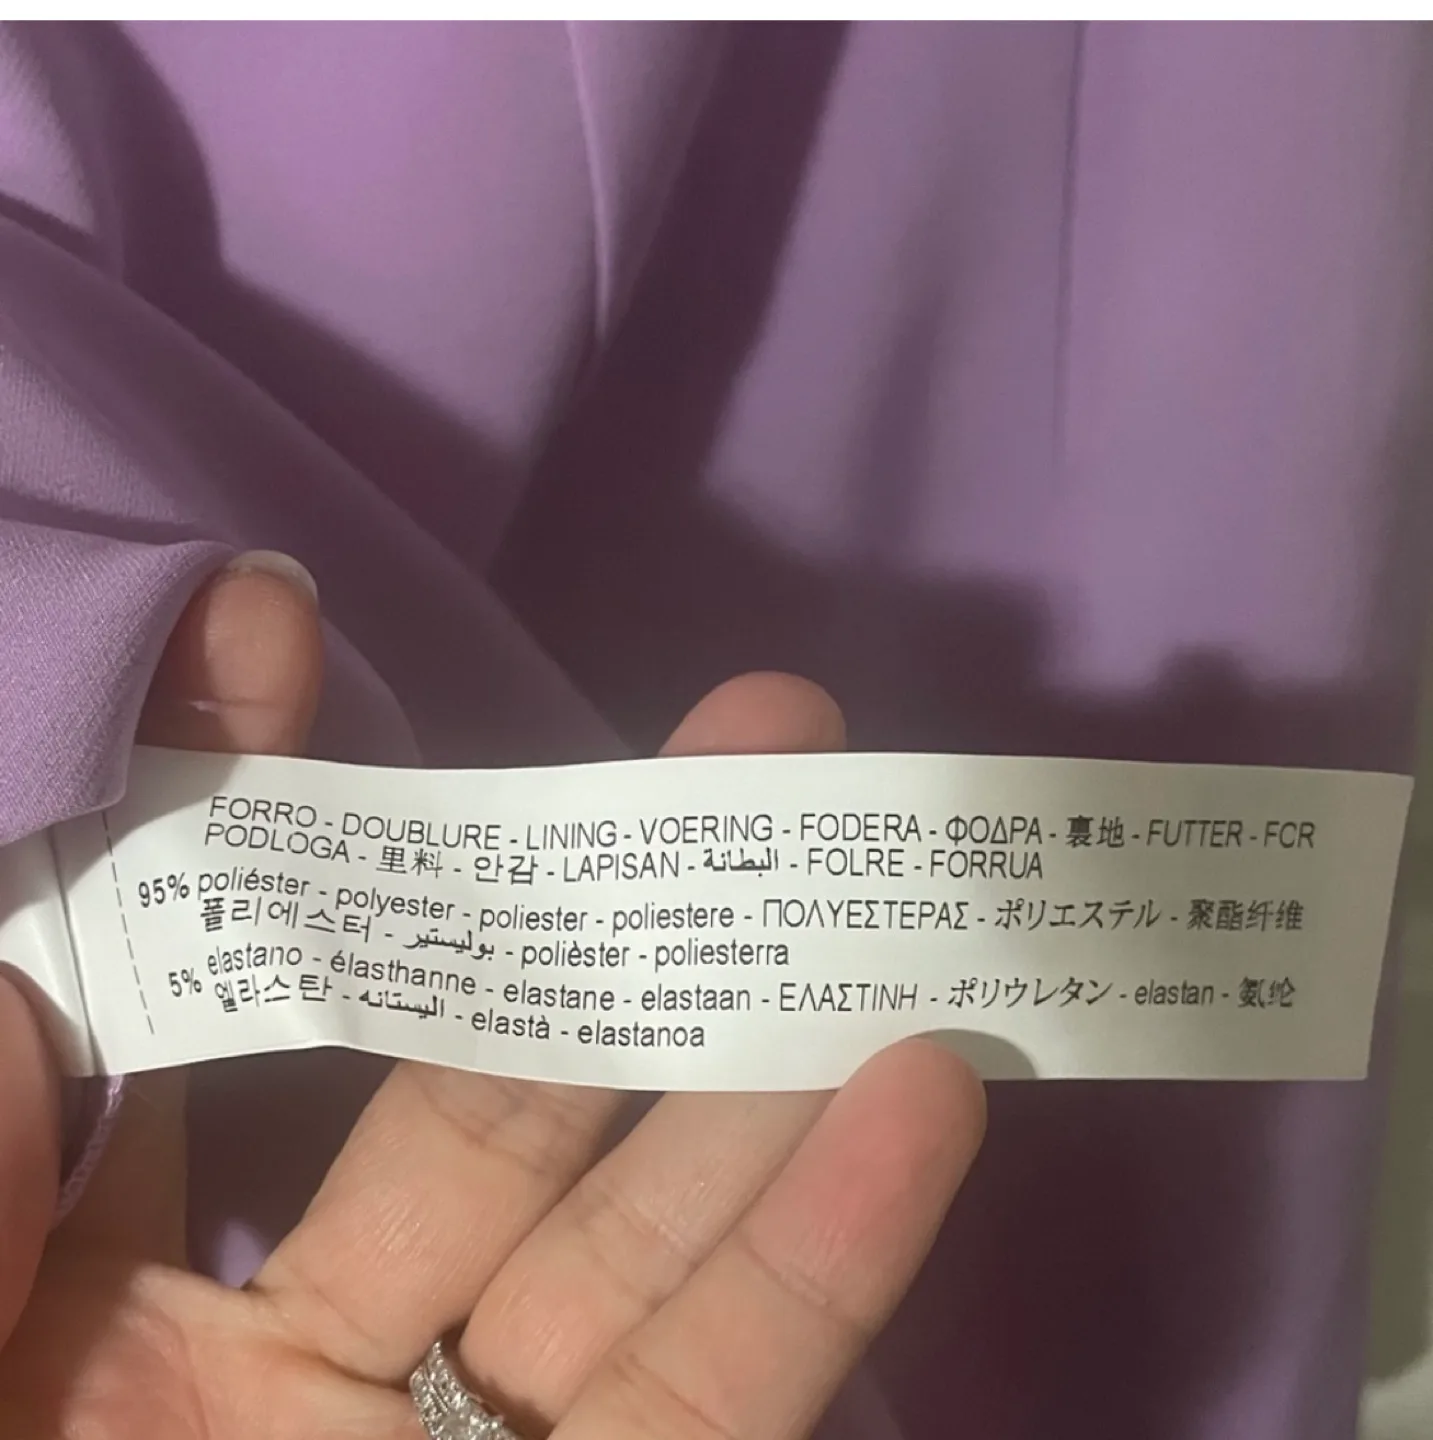 FORRO - DOUBLURE - LINING - VOERING - FODERA - ΦΟΔΡΑ - 裏地 - FUTTER - FCR
PODLOGA - 里料 - 안감 - LAPISAN - البطانة - FOLRE - FORRUA
95% poliéster - polyester - poliester - poliestere - ΠΟΛΥΕΣΤΕΡΑΣ - ポリエステル - 聚酯纤维
폴리에스터 - بوليستير - polièster - poliesterra
5% elastano - élasthanne - elastane - elastaan - ΕΛΑΣΤΙΝΗ - ポリウレタン - elastan - 氨纶
엘라스탄 - اليستانه - elastà - elastanoa